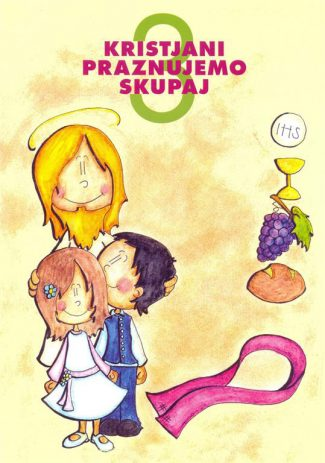 3
KRISTJANI
PRAZNUJEMO
SKUPAJ
IHS